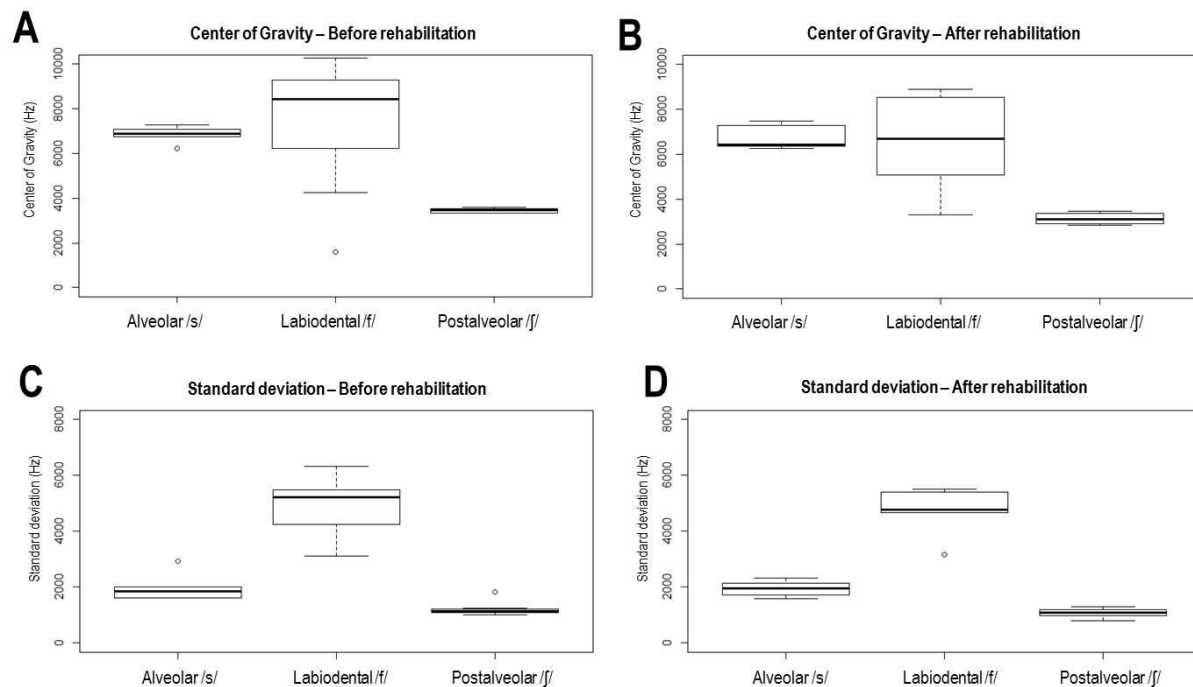 A
Center of Gravity – Before rehabilitation
Center of Gravity (Hz)
10000
8000
6000
4000
2000
0
Alveolar /s/ Labiodental /f/ Postalveolar /ʃ/
B
Center of Gravity – After rehabilitation
Center of Gravity (Hz)
10000
8000
6000
4000
2000
0
Alveolar /s/ Labiodental /f/ Postalveolar /ʃ/
C
Standard deviation – Before rehabilitation
Standard deviation (Hz)
8000
6000
4000
2000
0
Alveolar /s/ Labiodental /f/ Postalveolar /ʃ/
D
Standard deviation – After rehabilitation
Standard deviation (Hz)
8000
6000
4000
2000
0
Alveolar /s/ Labiodental /f/ Postalveolar /ʃ/